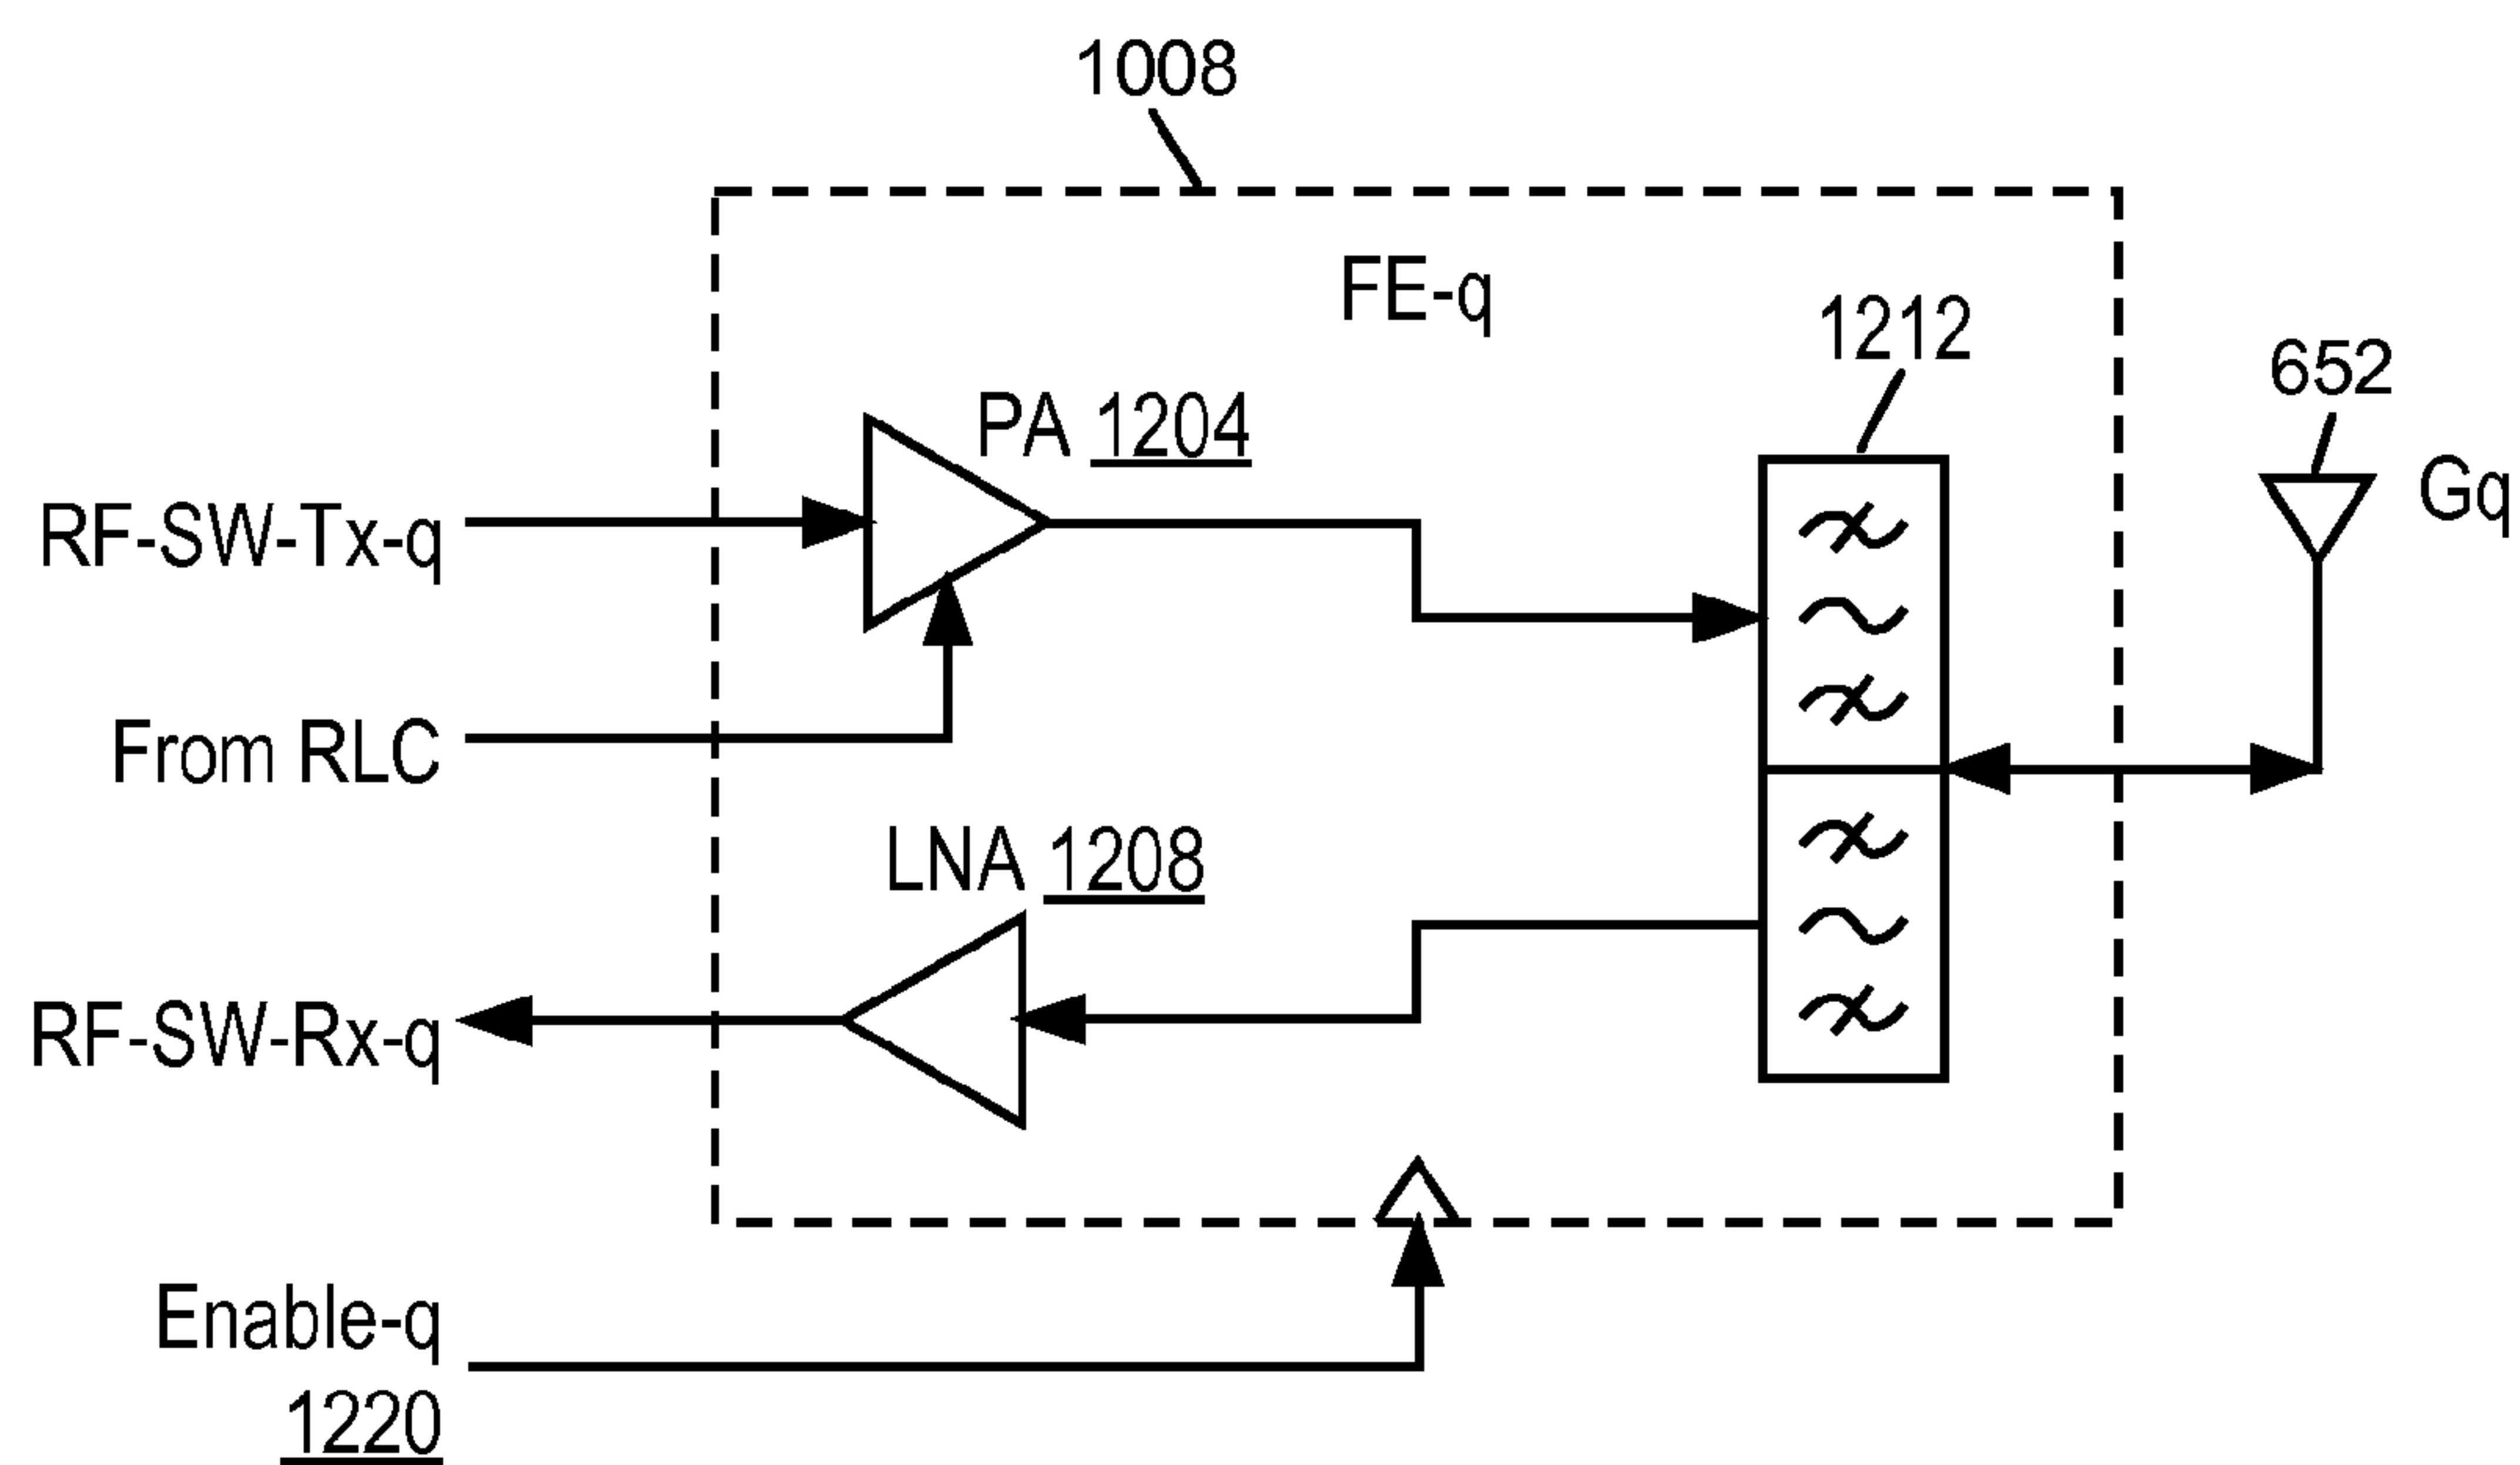 1008
FE-q
1212
652
Gq
PA 1204
RF-SW-Tx-q
From RLC
LNA 1208
RF-SW-Rx-q
Enable-q
1220